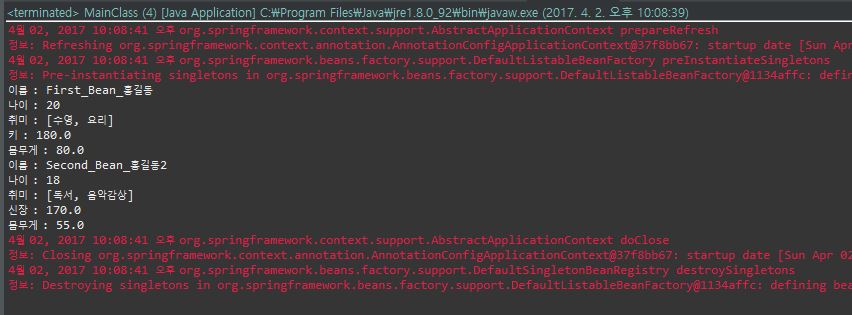 <terminated> MainClass (4) [Java Application] C:₩Program Files₩Java₩jre1.8.0_92₩bin₩javaw.exe (2017. 4. 2. 오후 10:08:39)
4월 02, 2017 10:08:41 오후 org.springframework.context.support.AbstractApplicationContext prepareRefresh
정보: Refreshing org.springframework.context.annotation.AnnotationConfigApplicationContext@37f8bb67: startup date [Sun Apr
4월 02, 2017 10:08:41 오후 org.springframework.beans.factory.support.DefaultListableBeanFactory preInstantiateSingletons
정보: Pre-instantiating singletons in org.springframework.beans.factory.support.DefaultListableBeanFactory@1134affc: defin
이름 : First_Bean_홍길동
나이 : 20
취미 : [수영, 요리]
키 : 180.0
몸무게 : 80.0
이름 : Second_Bean_홍길동2
나이 : 18
취미 : [독서, 음악감상]
신장 : 170.0
몸무게 : 55.0
4월 02, 2017 10:08:41 오후 org.springframework.context.support.AbstractApplicationContext doClose
정보: Closing org.springframework.context.annotation.AnnotationConfigApplicationContext@37f8bb67: startup date [Sun Apr 02
4월 02, 2017 10:08:41 오후 org.springframework.beans.factory.support.DefaultSingletonBeanRegistry destroySingletons
정보: Destroying singletons in org.springframework.beans.factory.support.DefaultListableBeanFactory@1134affc: defining bea